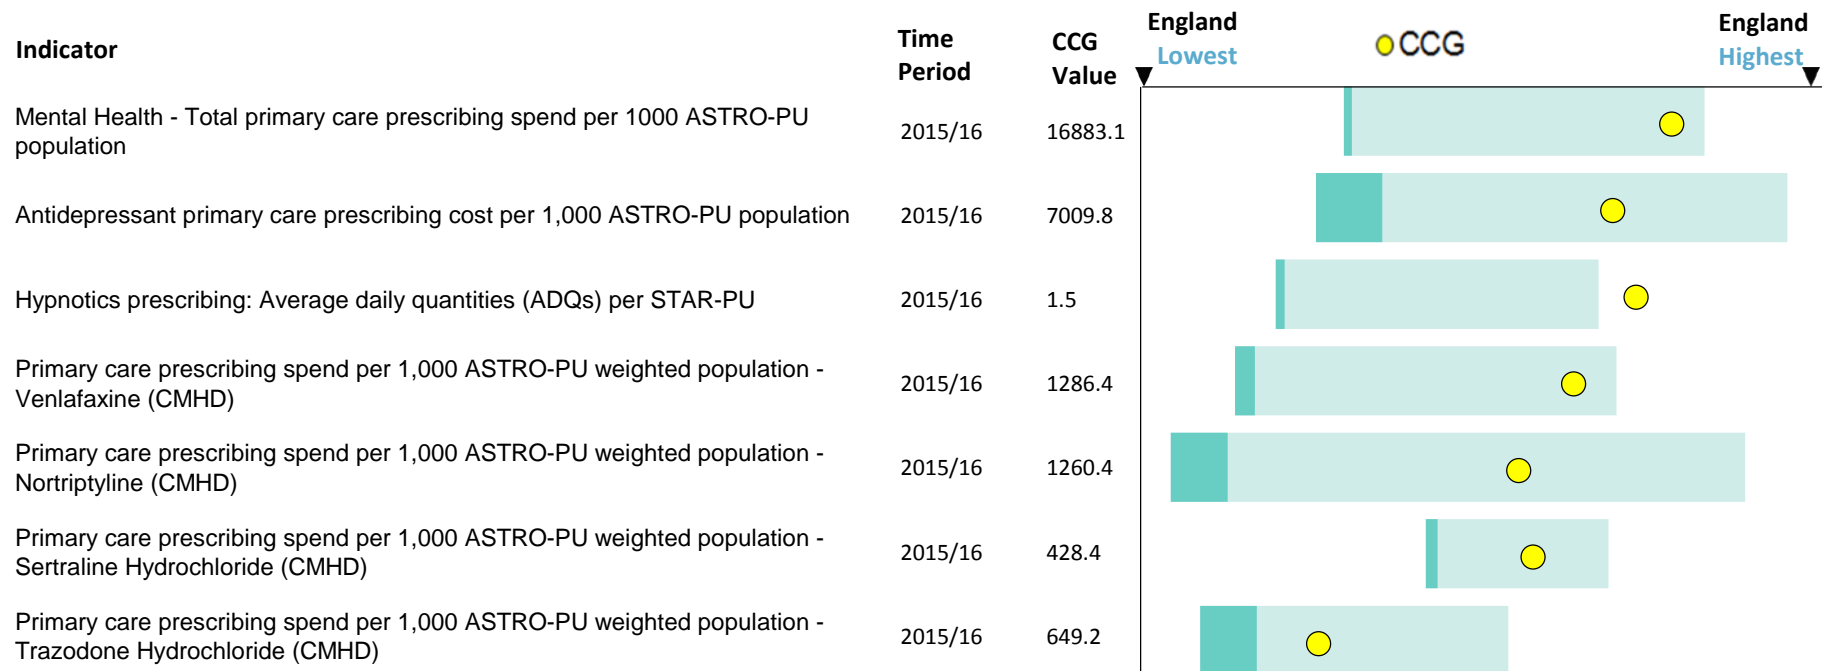 Indicator
Time Period
CCG Value
England Lowest
CCG
England Highest
Mental Health - Total primary care prescribing spend per 1000 ASTRO-PU
population
2015/16
16883.1
Antidepressant primary care prescribing cost per 1,000 ASTRO-PU population
2015/16
7009.8
Hypnotics prescribing: Average daily quantities (ADQs) per STAR-PU
2015/16
1.5
Primary care prescribing spend per 1,000 ASTRO-PU weighted population -
Venlafaxine (CMHD)
2015/16
1286.4
Primary care prescribing spend per 1,000 ASTRO-PU weighted population -
Nortriptyline (CMHD)
2015/16
1260.4
Primary care prescribing spend per 1,000 ASTRO-PU weighted population -
Sertraline Hydrochloride (CMHD)
2015/16
428.4
Primary care prescribing spend per 1,000 ASTRO-PU weighted population -
Trazodone Hydrochloride (CMHD)
2015/16
649.2